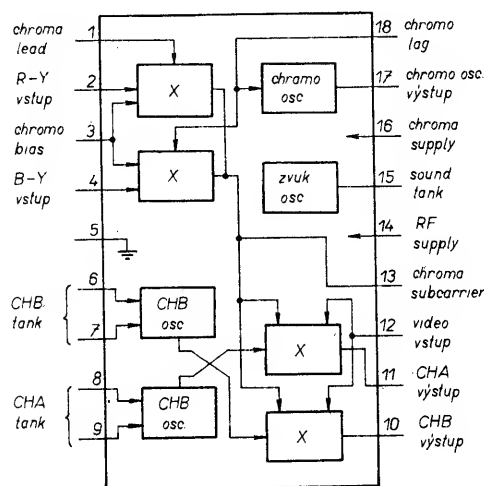 chroma
lead
1
R-Y
vstup
2
chromo
bias
3
B-Y
vstup
4
5
CHB
tank
6
7
CHA
tank
8
9
X
X
chromo
osc
zvuk
osc
CHB
osc
CHB
osc.
X
X
18
chromo
lag
17
chromo osc.
výstup
16
chroma
supply
15
sound
tank
14
RF
supply
13
chroma
subcarrier
12
video
vstup
11
CHA
výstup
10
CHB
výstup